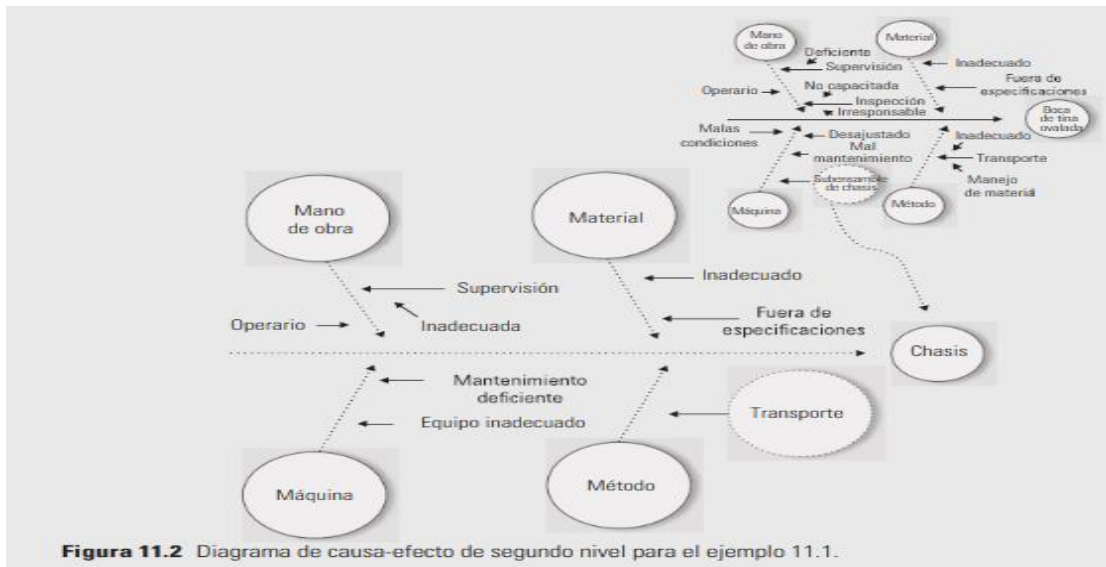 Mano
de obra
Material
Deficiente
Supervisión
Inadecuado
No capacitada
Operario
Fuera de
especificaciones
Inspección
Irresponsable
Boca
de tina
ovalada
Malas
condiciones
Desajustado
Mal
mantenimiento
Inadecuado
Transporte
Subensamble
de chasis
Manejo
de material
Máquina
Método
Mano
de obra
Material
Supervisión
Inadecuado
Operario
Inadecuada
Fuera de
especificaciones
Chasis
Mantenimiento
deficiente
Equipo inadecuado
Transporte
Máquina
Método
Figura 11.2 Diagrama de causa-efecto de segundo nivel para el ejemplo 11.1.